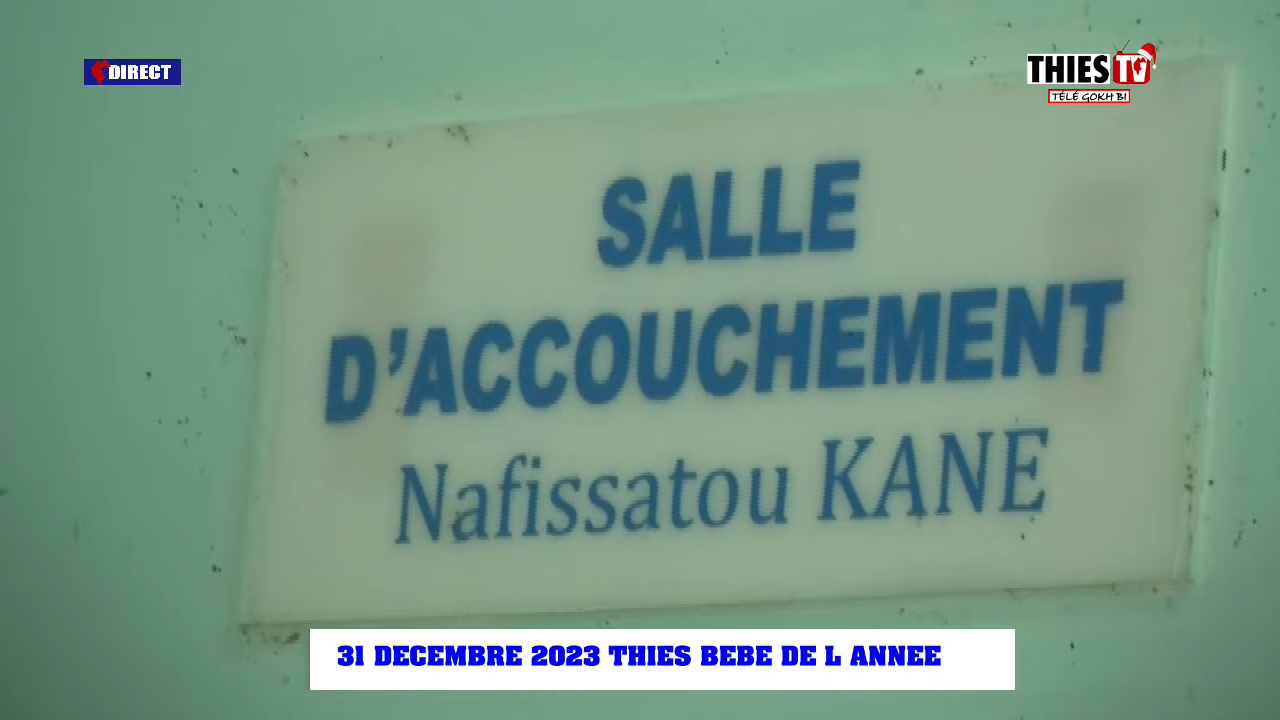 DIRECT
THIES TV
TÉLÉ GOKH BI
SALLE
D'ACCOUCHEMENT
Nafissatou KANE
31 DECEMBRE 2023 THIES BEBE DE L ANNEE